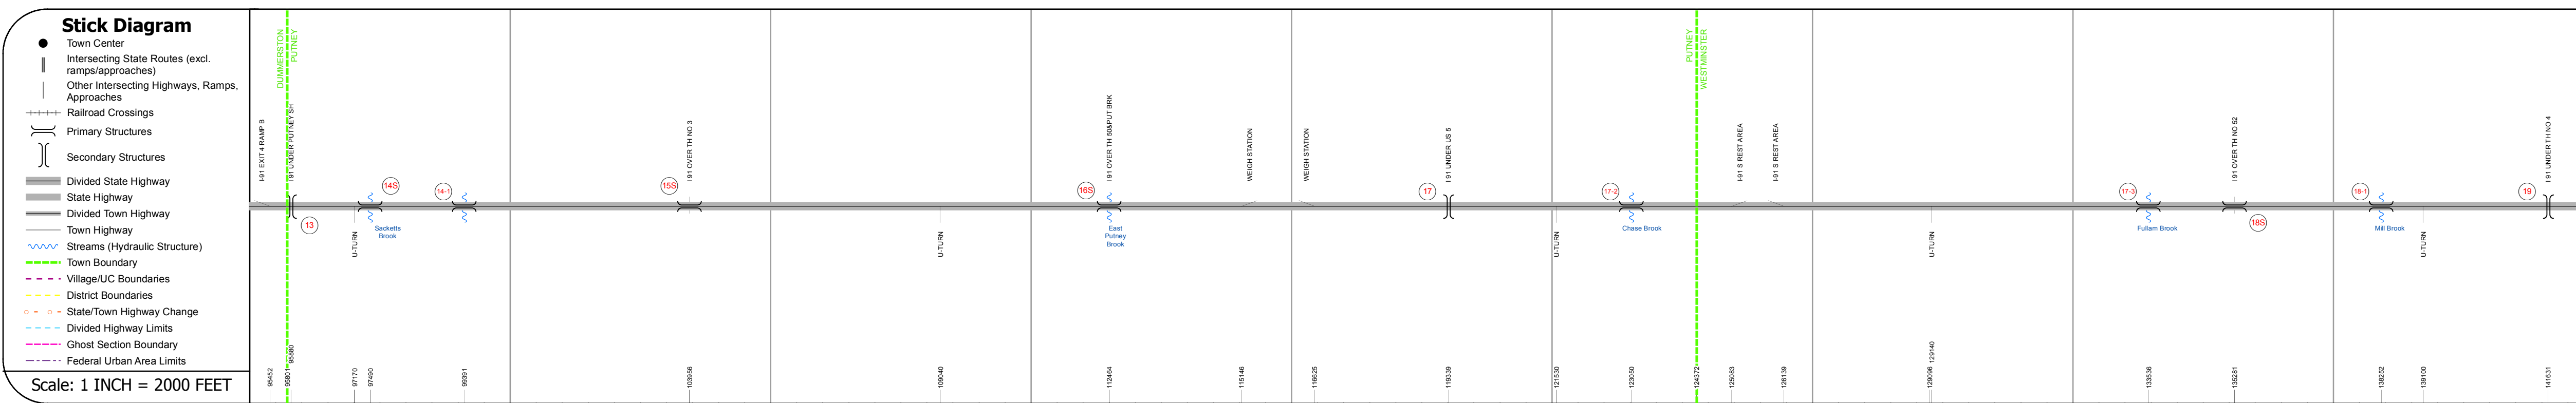 Stick Diagram
Town Center
Intersecting State Routes (excl.
ramps/approaches)
Other Intersecting Highways, Ramps,
Approaches
Railroad Crossings
Primary Structures
Secondary Structures
Divided State Highway
State Highway
Divided Town Highway
Town Highway
Streams (Hydraulic Structure)
Town Boundary
Village/UC Boundaries
District Boundaries
State/Town Highway Change
Divided Highway Limits
Ghost Section Boundary
Federal Urban Area Limits
Scale: 1 INCH = 2000 FEET
DUMMERSTON
PUTNEY
PUTNEY
WESTMINSTER
I-91 EXIT 4 RAMP B
I 91 UNDER PUTNEY SH
I 91 OVER TH NO 3
I 91 OVER TH 50&PUT BRK
WEIGH STATION
WEIGH STATION
I 91 UNDER US 5
I-91 S REST AREA
I-91 S REST AREA
I 91 OVER TH NO 52
I 91 UNDER TH NO 4
13
14S
14-1
15S
16S
17
17-2
17-3
18S
18-1
19
U-TURN
Sacketts
Brook
U-TURN
East
Putney
Brook
U-TURN
Chase Brook
U-TURN
Fullam Brook
Mill Brook
U-TURN
95452
95801
95880
97170
97490
99391
103956
109040
112464
115146
116625
119339
121530
123050
124372
125083
126139
129096
129140
133536
135281
138252
139100
141631